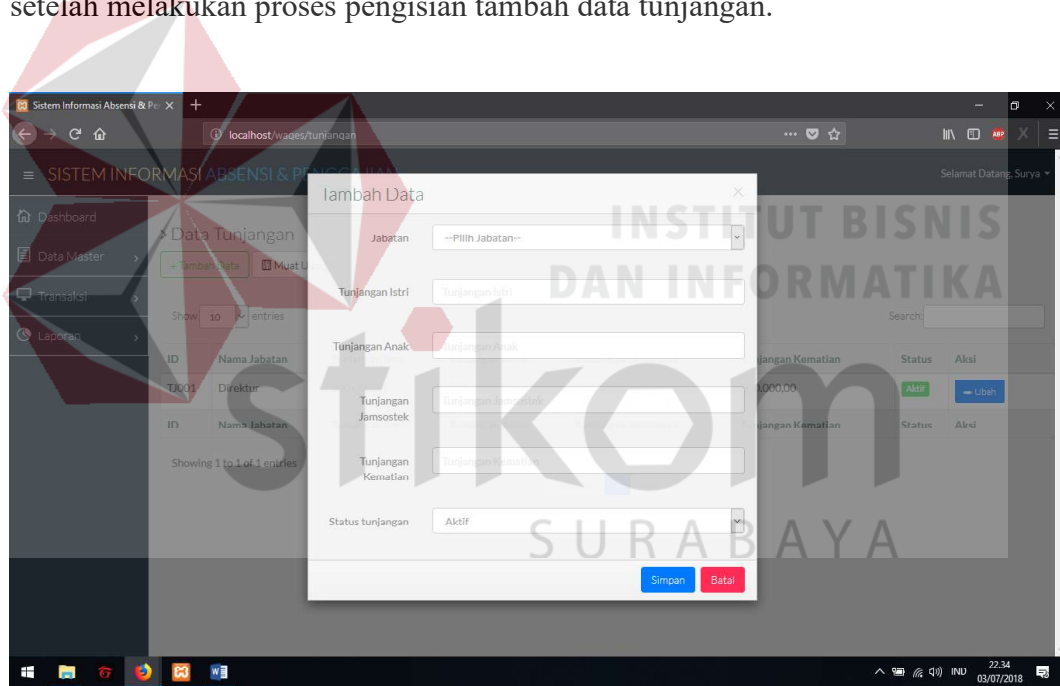 setelah melakukan proses pengisian tambah data tunjangan.
Sistem Informasi Absensi & Pe
localhost/wages/tunjangan
ABP
SISTEM INFORMASI ABSENSI & PENGGAJIAN
Selamat Datang, Surya
Dashboard
Data Master
Transaksi
Laporan
Data Tunjangan
+ Tambah Data
Muat U
Show 10 entries
Search:
ID Nama Jabatan
jangan Kematian Status Aksi
TJ001 Direktur
000,00 Aktif Ubah
ID Nama Jabatan
jangan Kematian Status Aksi
Showing 1 to 1 of 1 entries
Tambah Data
Jabatan --Pilih Jabatan--
Tunjangan Istri Tunjangan Istri
Tunjangan Anak Tunjangan Anak
Tunjangan Jamsostek
Tunjangan
Jamsostek
Tunjangan Kematian
Tunjangan
Kematian
Status tunjangan Aktif
Simpan Batal
INSTITUT BISNIS
DAN INFORMATIKA
stikom
SURABAYA
IND
22.34
03/07/2018